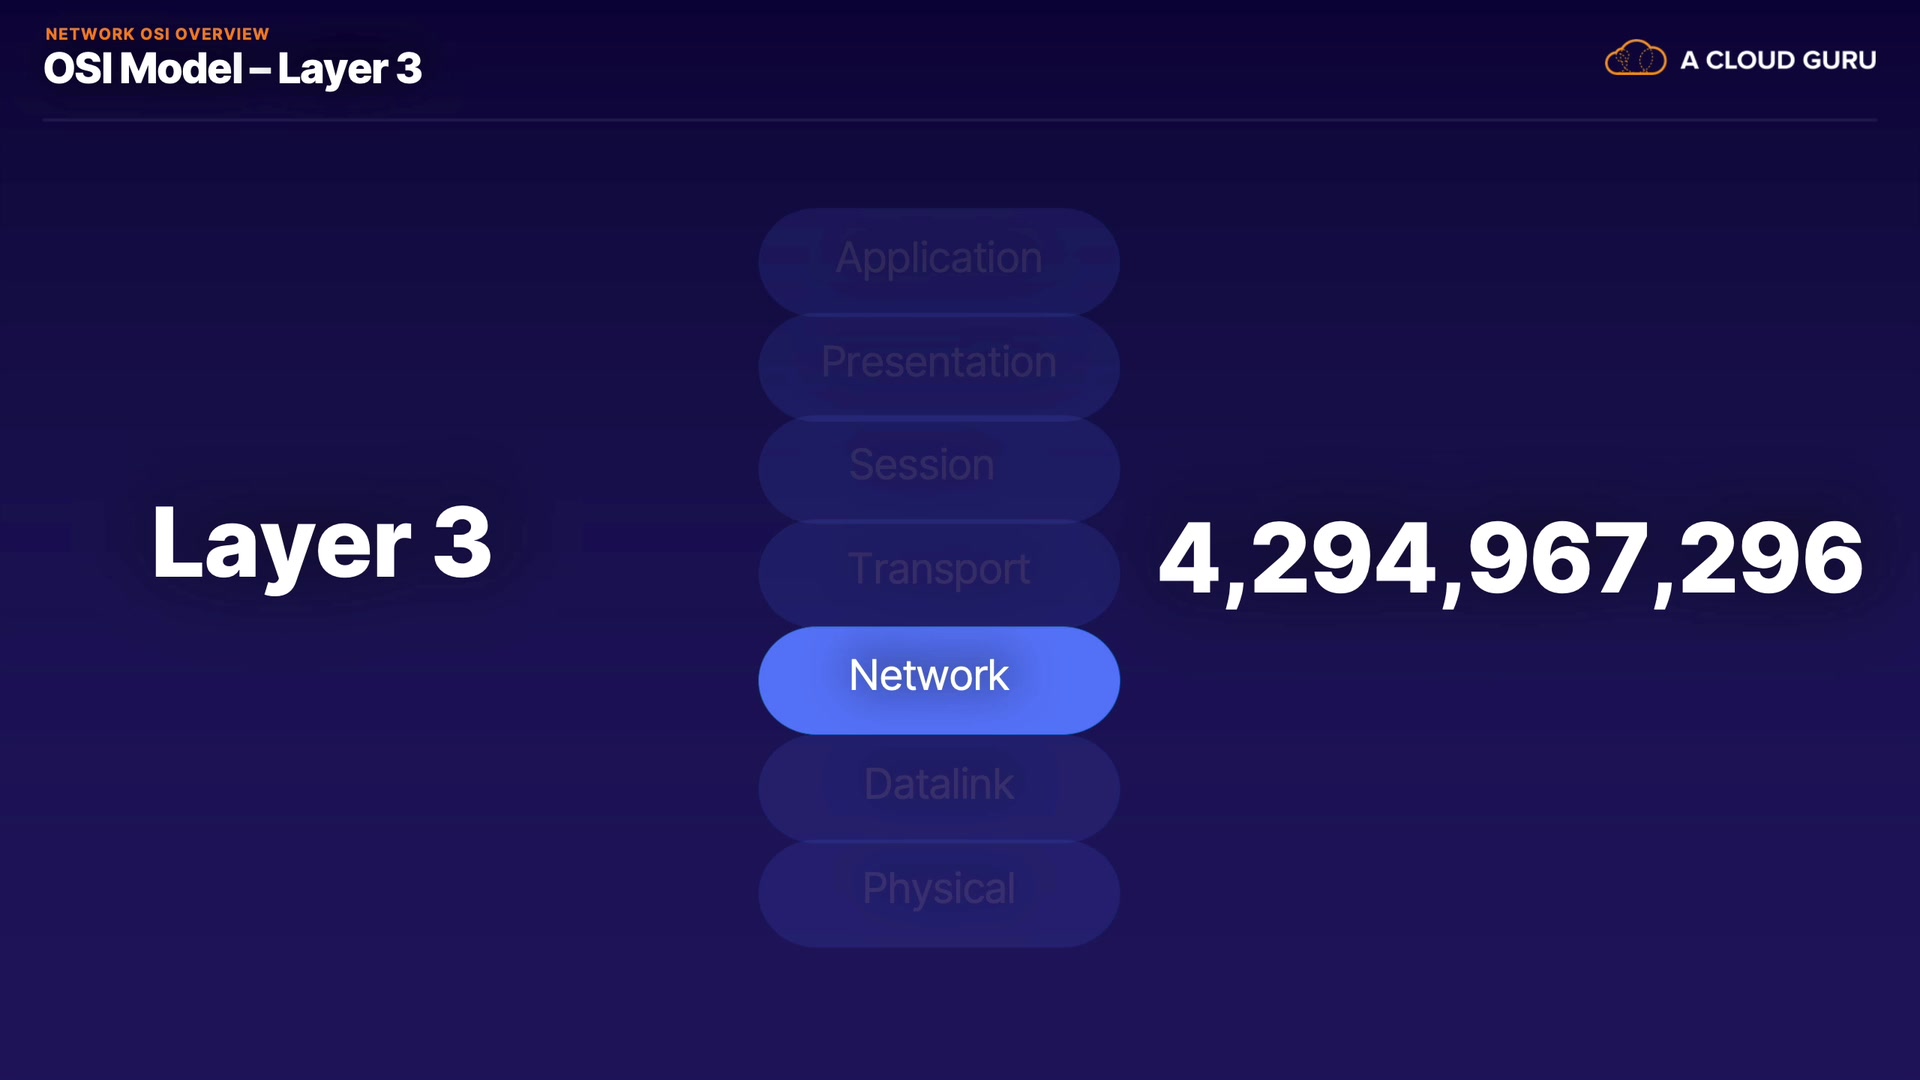 NETWORK OSI OVERVIEW
OSI Model – Layer 3
A CLOUD GURU
Application
Presentation
Session
Transport
Network
Datalink
Physical
Layer 3
4,294,967,296